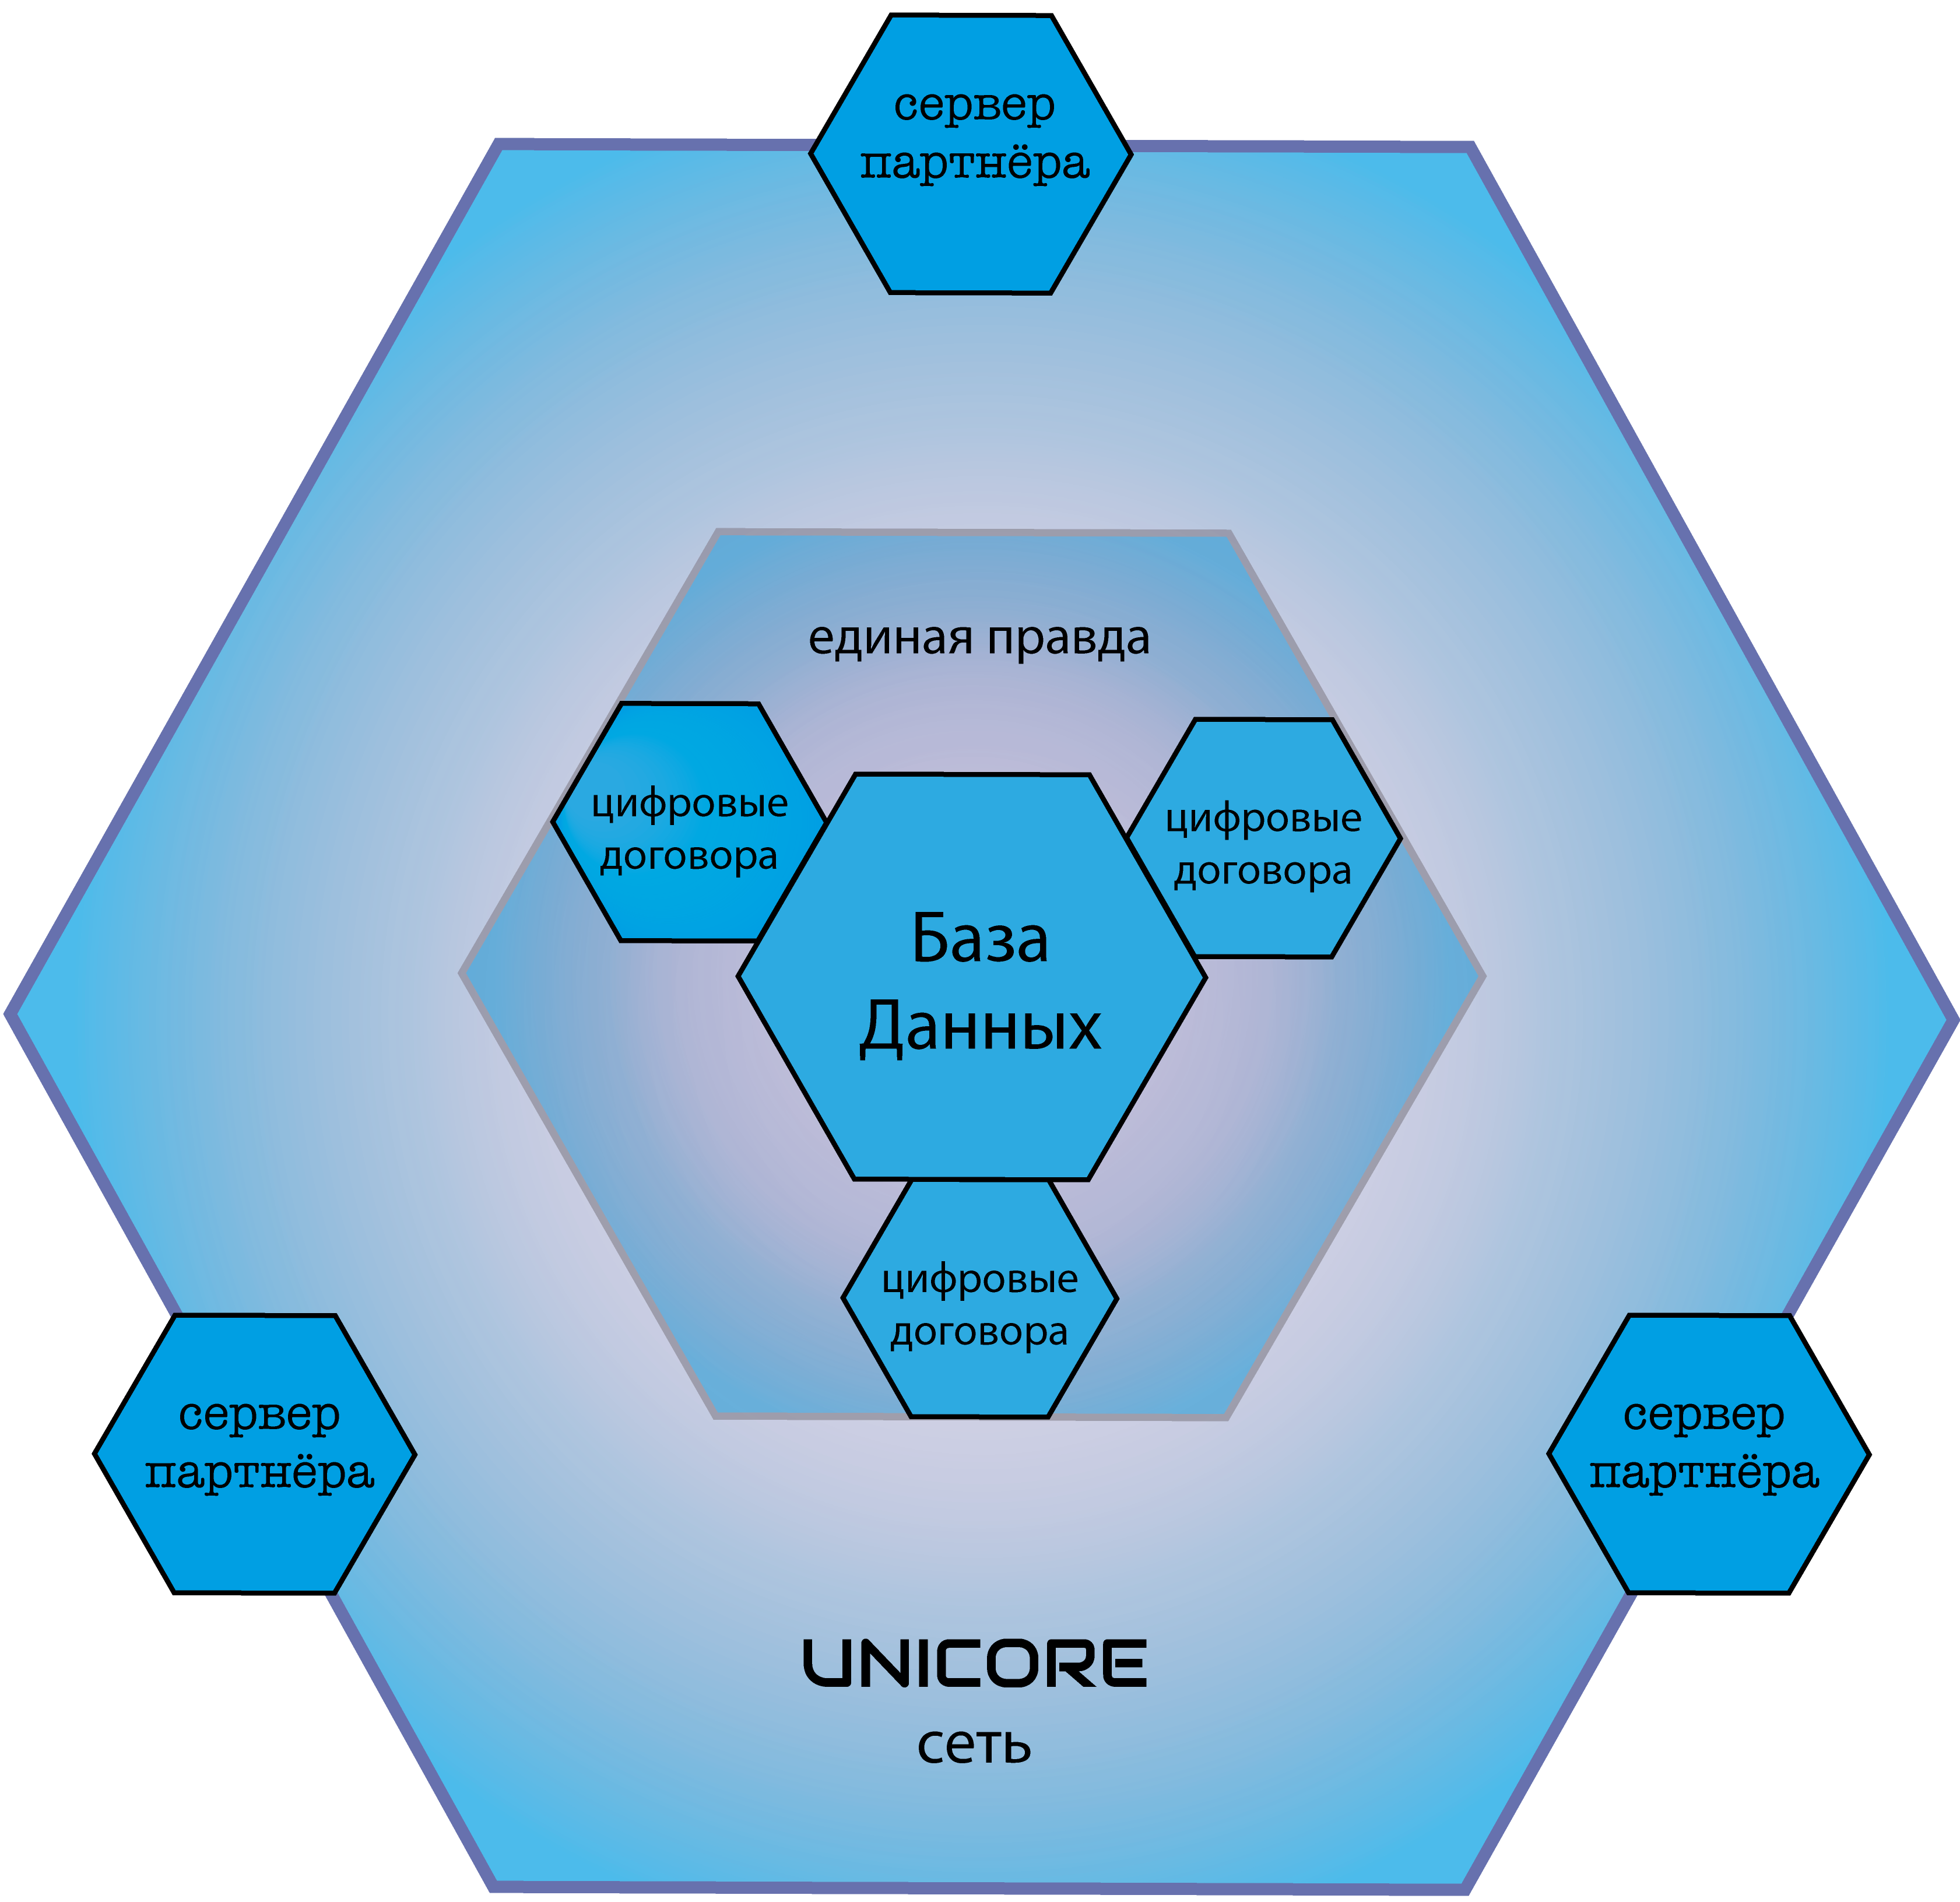 сервер
партнёра
единая правда
цифровые
договора
цифровые
договора
База
Данных
цифровые
договора
сервер
партнёра
сервер
партнёра
UNICORE
сеть